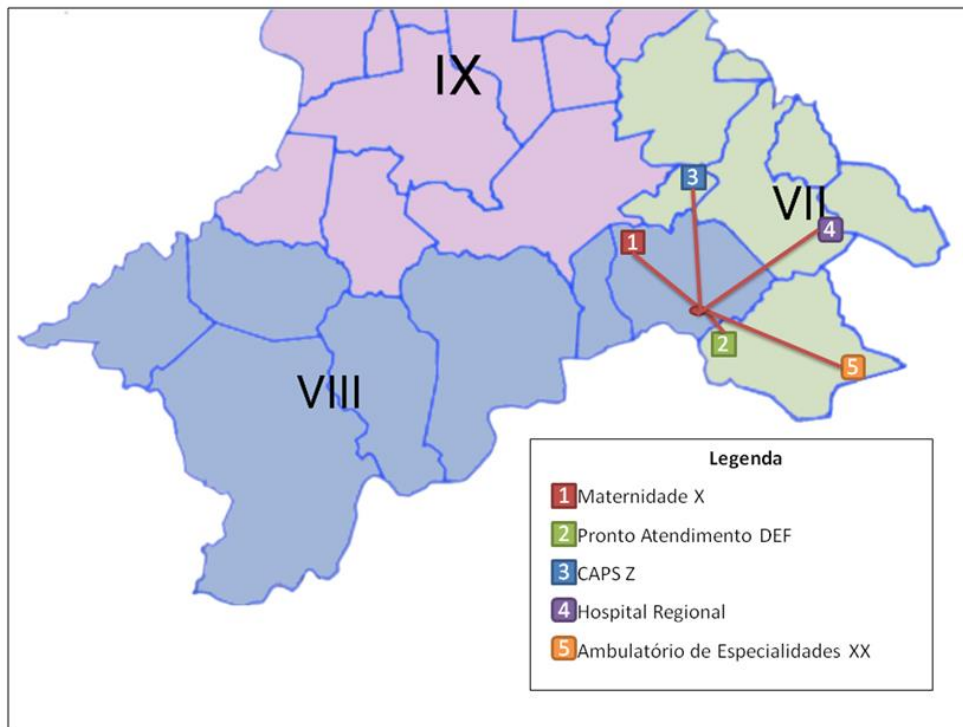 IX
3
VII
4
1
2
5
VIII
Legenda
1 Maternidade X
2 Pronto Atendimento DEF
3 CAPS Z
4 Hospital Regional
5 Ambulatório de Especialidades XX